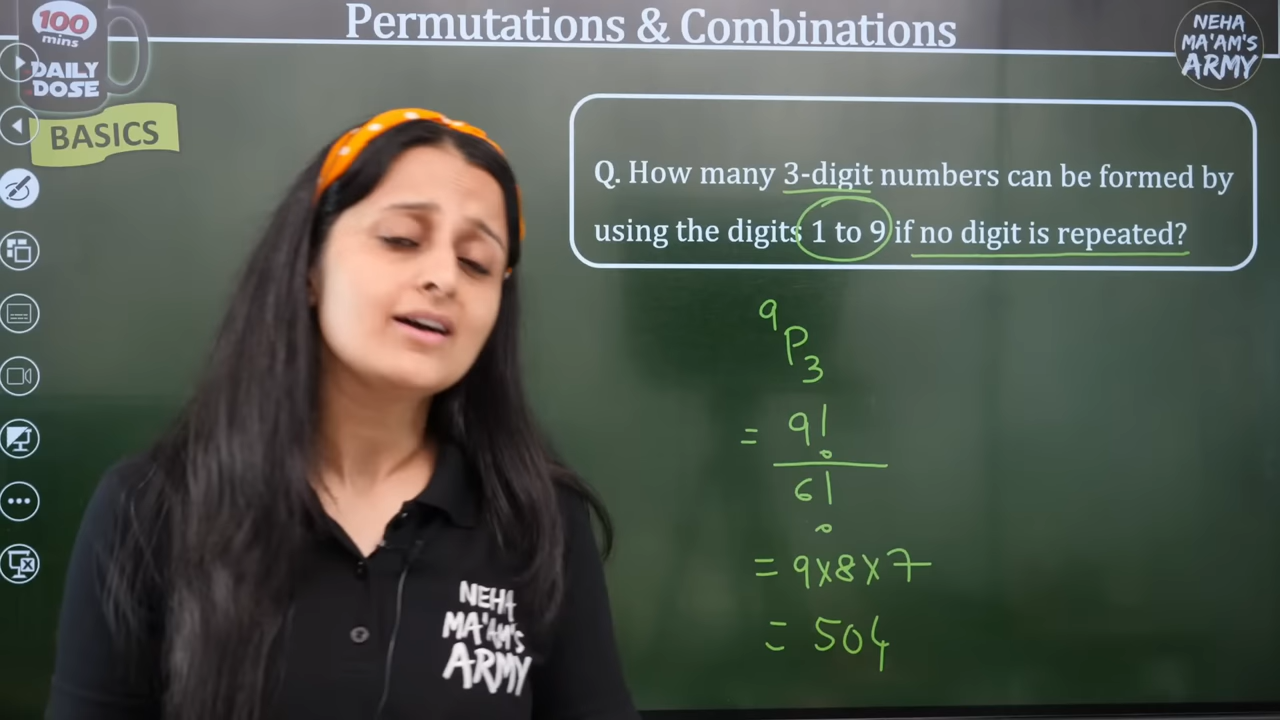 Permutations & Combinations
100
mins
DAILY
DOSE
NEHA
MA'AM'S
ARMY
BASICS
Q. How many 3-digit numbers can be formed by
using the digits 1 to 9 if no digit is repeated?
9
P
3
= 9!
6!
= 9x8x7
= 504
NEHA
MA'AM'S
ARMY